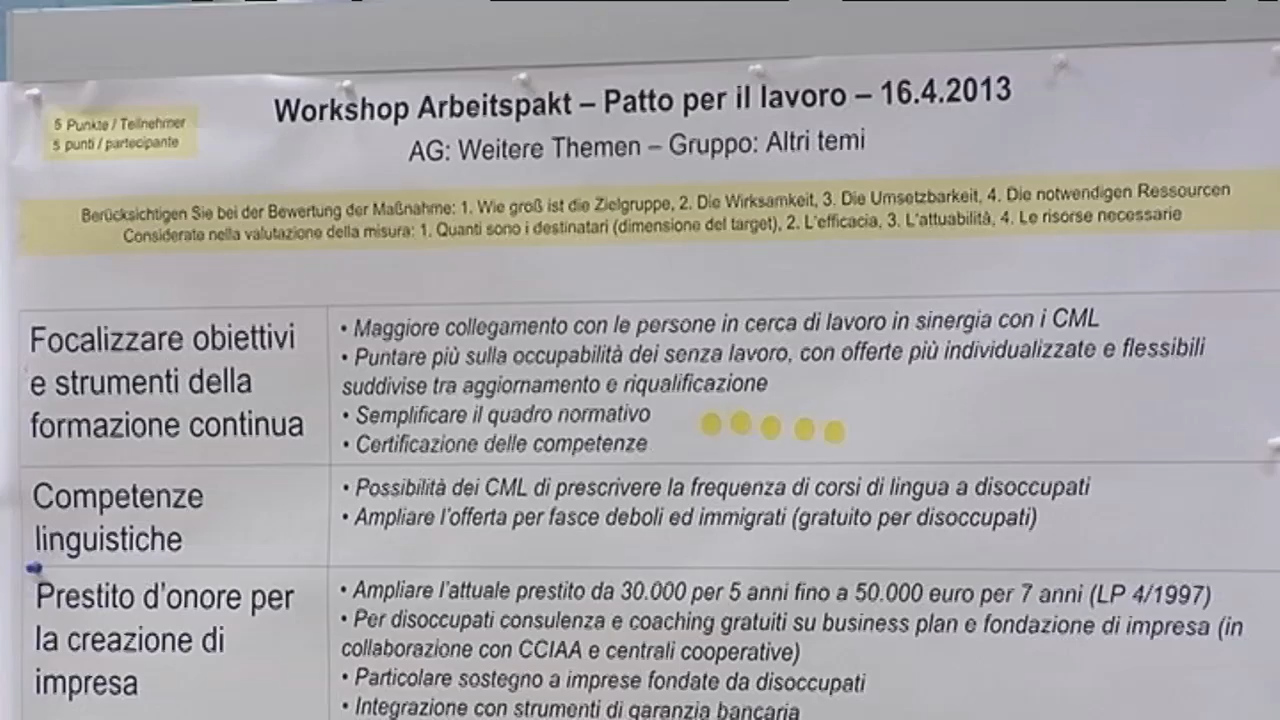 Workshop Arbeitspakt – Patto per il lavoro – 16.4.2013
5 Punkte / Teilnehmer
5 punti / partecipante
AG: Weitere Themen – Gruppo: Altri temi
Berücksichtigen Sie bei der Bewertung der Maßnahme: 1. Wie groß ist die Zielgruppe, 2. Die Wirksamkeit, 3. Die Umsetzbarkeit, 4. Die notwendigen Ressourcen
Considerate nella valutazione della misura: 1. Quanti sono i destinatari (dimensione del target), 2. L'efficacia, 3. L'attuabilità, 4. Le risorse necessarie
Focalizzare obiettivi
e strumenti della
formazione continua
• Maggiore collegamento con le persone in cerca di lavoro in sinergia con i CML
• Puntare più sulla occupabilità dei senza lavoro, con offerte più individualizzate e flessibili
suddivise tra aggiornamento e riqualificazione
• Semplificare il quadro normativo
• Certificazione delle competenze
Competenze
linguistiche
• Possibilità dei CML di prescrivere la frequenza di corsi di lingua a disoccupati
• Ampliare l'offerta per fasce deboli ed immigrati (gratuito per disoccupati)
Prestito d'onore per
la creazione di
impresa
• Ampliare l'attuale prestito da 30.000 per 5 anni fino a 50.000 euro per 7 anni (LP 4/1997)
• Per disoccupati consulenza e coaching gratuiti su business plan e fondazione di impresa (in
collaborazione con CCIAA e centrali cooperative)
• Particolare sostegno a imprese fondate da disoccupati
• Integrazione con strumenti di garanzia bancaria